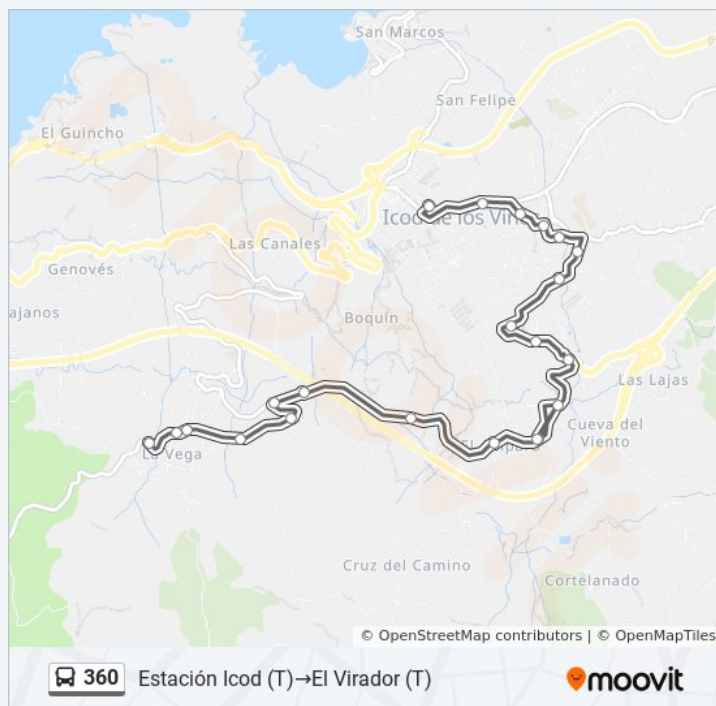 San Marcos
San Felipe
El Guincho
Icod de los Vin
Las Canales
Genovés
ajanos
Boquín
Las Lajas
Cueva del
Viento
La Vega
Cruz del Camino
Cortelanado
© OpenStreetMap contributors | © OpenMapTiles
360 Estación Icod (T)→El Virador (T)
moovit